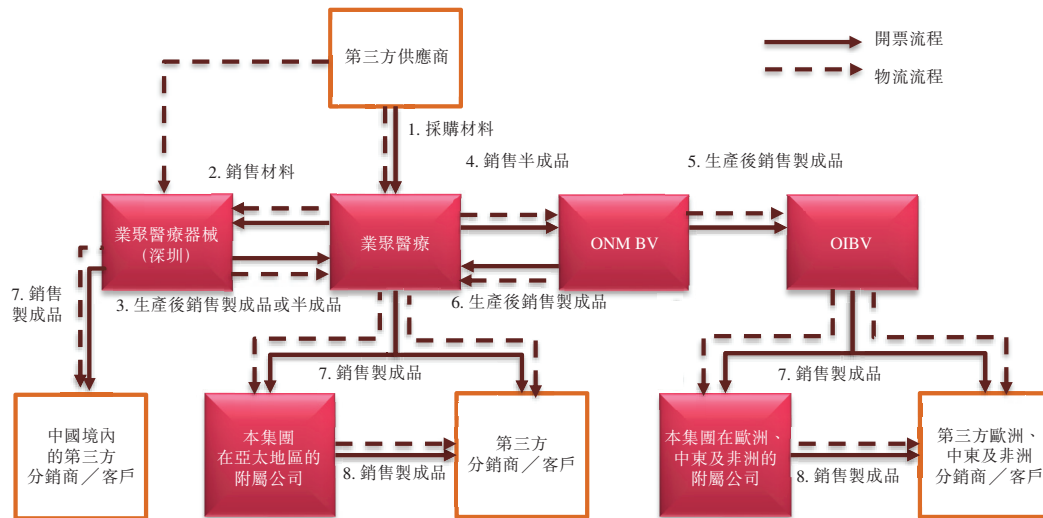 第三方供應商
開票流程
物流流程
1. 採購材料
2. 銷售材料
4. 銷售半成品
5. 生產後銷售製成品
業聚醫療器械
（深圳）
業聚醫療
ONM BV
OIBV
3. 生產後銷售製成品或半成品
6. 生產後銷售製成品
7. 銷售
製成品
7. 銷售製成品
7. 銷售製成品
中國境內
的第三方
分銷商／客戶
本集團
在亞太地區的
附屬公司
8. 銷售製成品
第三方
分銷商／客戶
本集團在歐洲、
中東及非洲的
附屬公司
8. 銷售製成品
第三方歐洲、
中東及非洲
分銷商／客戶